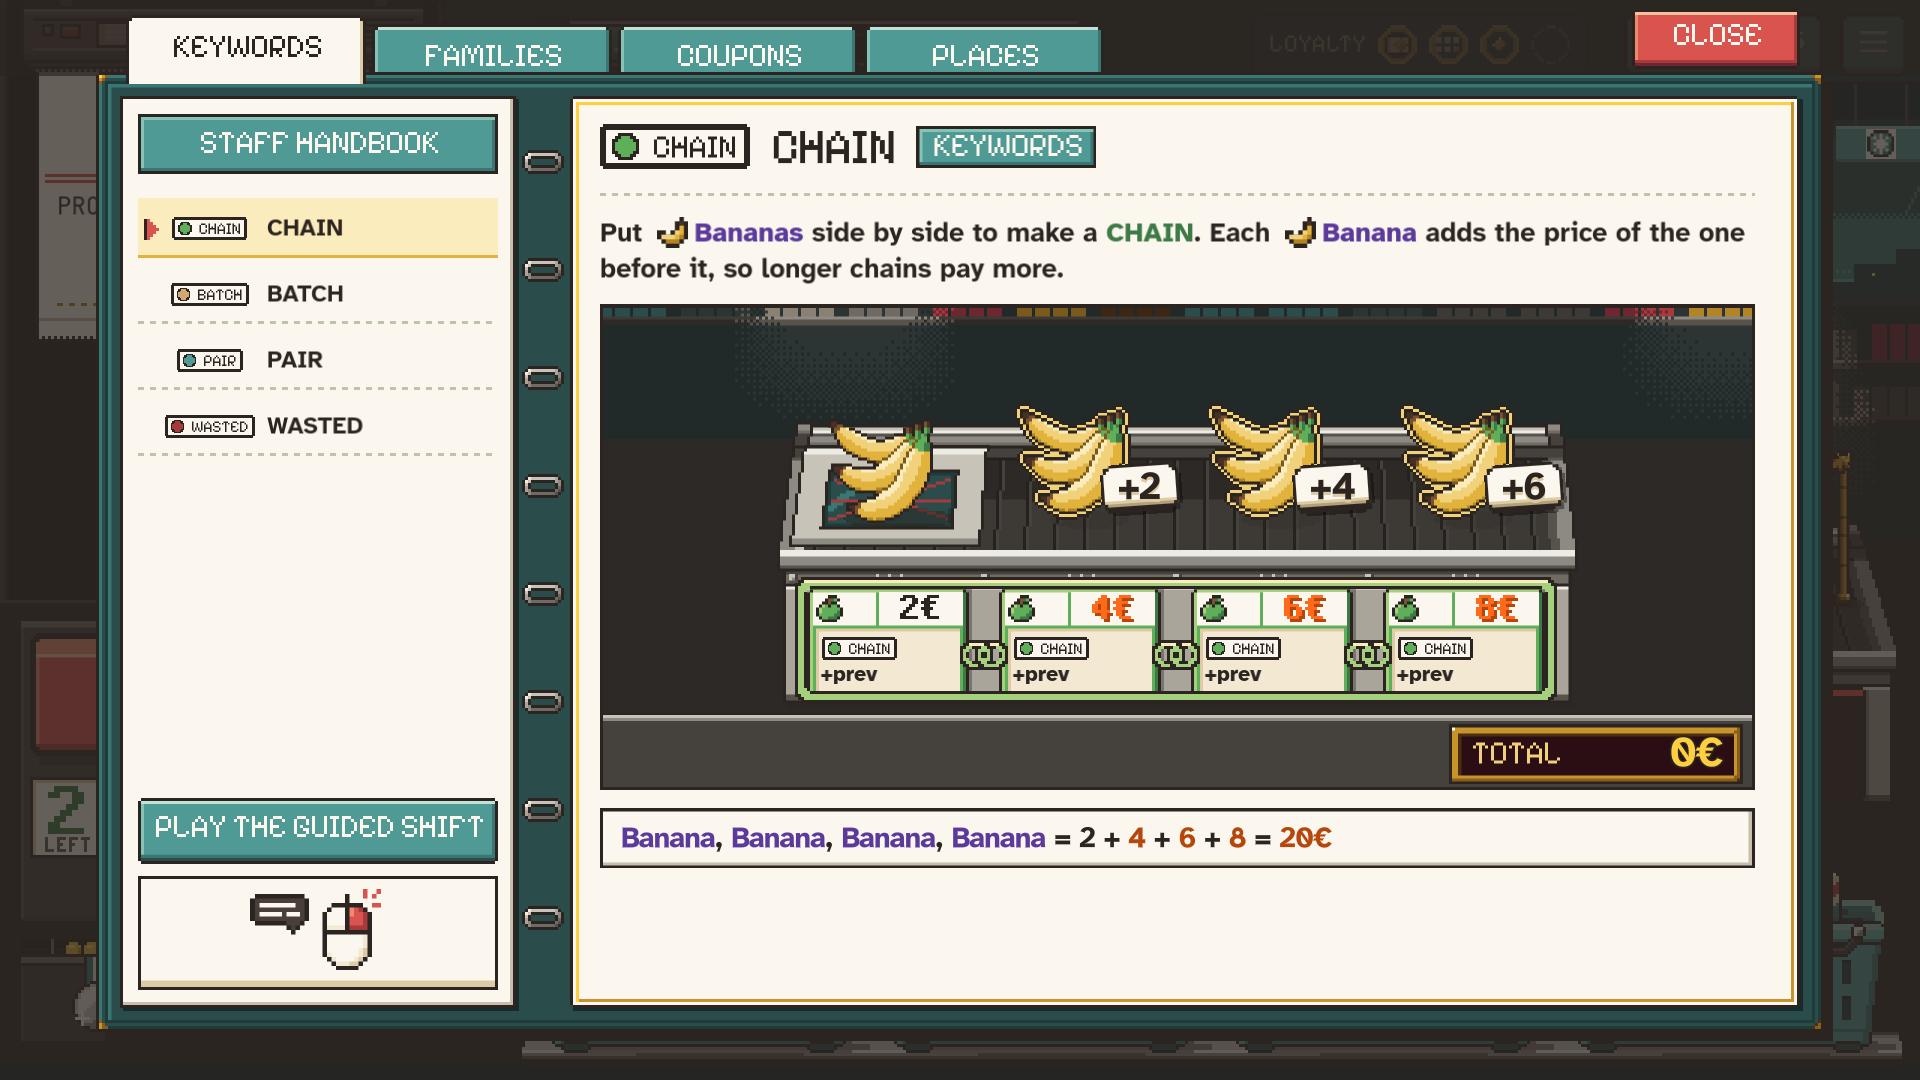 KEYWORDS
FAMILIES
COUPONS
PLACES
LOYALTY
CLOSE
STAFF HANDBOOK
CHAIN CHAIN
BATCH BATCH
PAIR PAIR
WASTED WASTED
PLAY THE GUIDED SHIFT
PRO
2
LEFT
CHAIN CHAIN KEYWORDS
Put Bananas side by side to make a CHAIN. Each Banana adds the price of the one
before it, so longer chains pay more.
+2 +4 +6
2€ 4€ 6€ 8€
CHAIN CHAIN CHAIN CHAIN
+prev +prev +prev +prev
TOTAL 0€
Banana, Banana, Banana, Banana = 2 + 4 + 6 + 8 = 20€